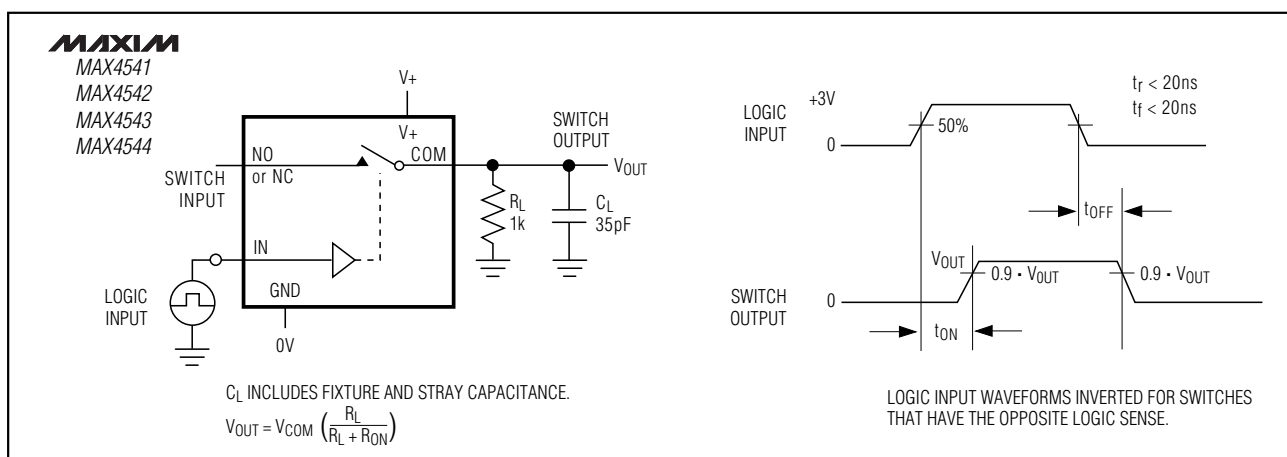 MAXIM
MAX4541
MAX4542
MAX4543
MAX4544
V+
V+
SWITCH
OUTPUT
NO
or NC
COM
VOUT
SWITCH
INPUT
RL
1k
CL
35pF
IN
GND
LOGIC
INPUT
0V
CL INCLUDES FIXTURE AND STRAY CAPACITANCE.
VOUT = VCOM (RL / RL + RON)
tr < 20ns
tf < 20ns
+3V
LOGIC
INPUT
50%
0
tOFF
VOUT
0.9 · VOUT
0.9 · VOUT
SWITCH
OUTPUT
0
tON
LOGIC INPUT WAVEFORMS INVERTED FOR SWITCHES
THAT HAVE THE OPPOSITE LOGIC SENSE.